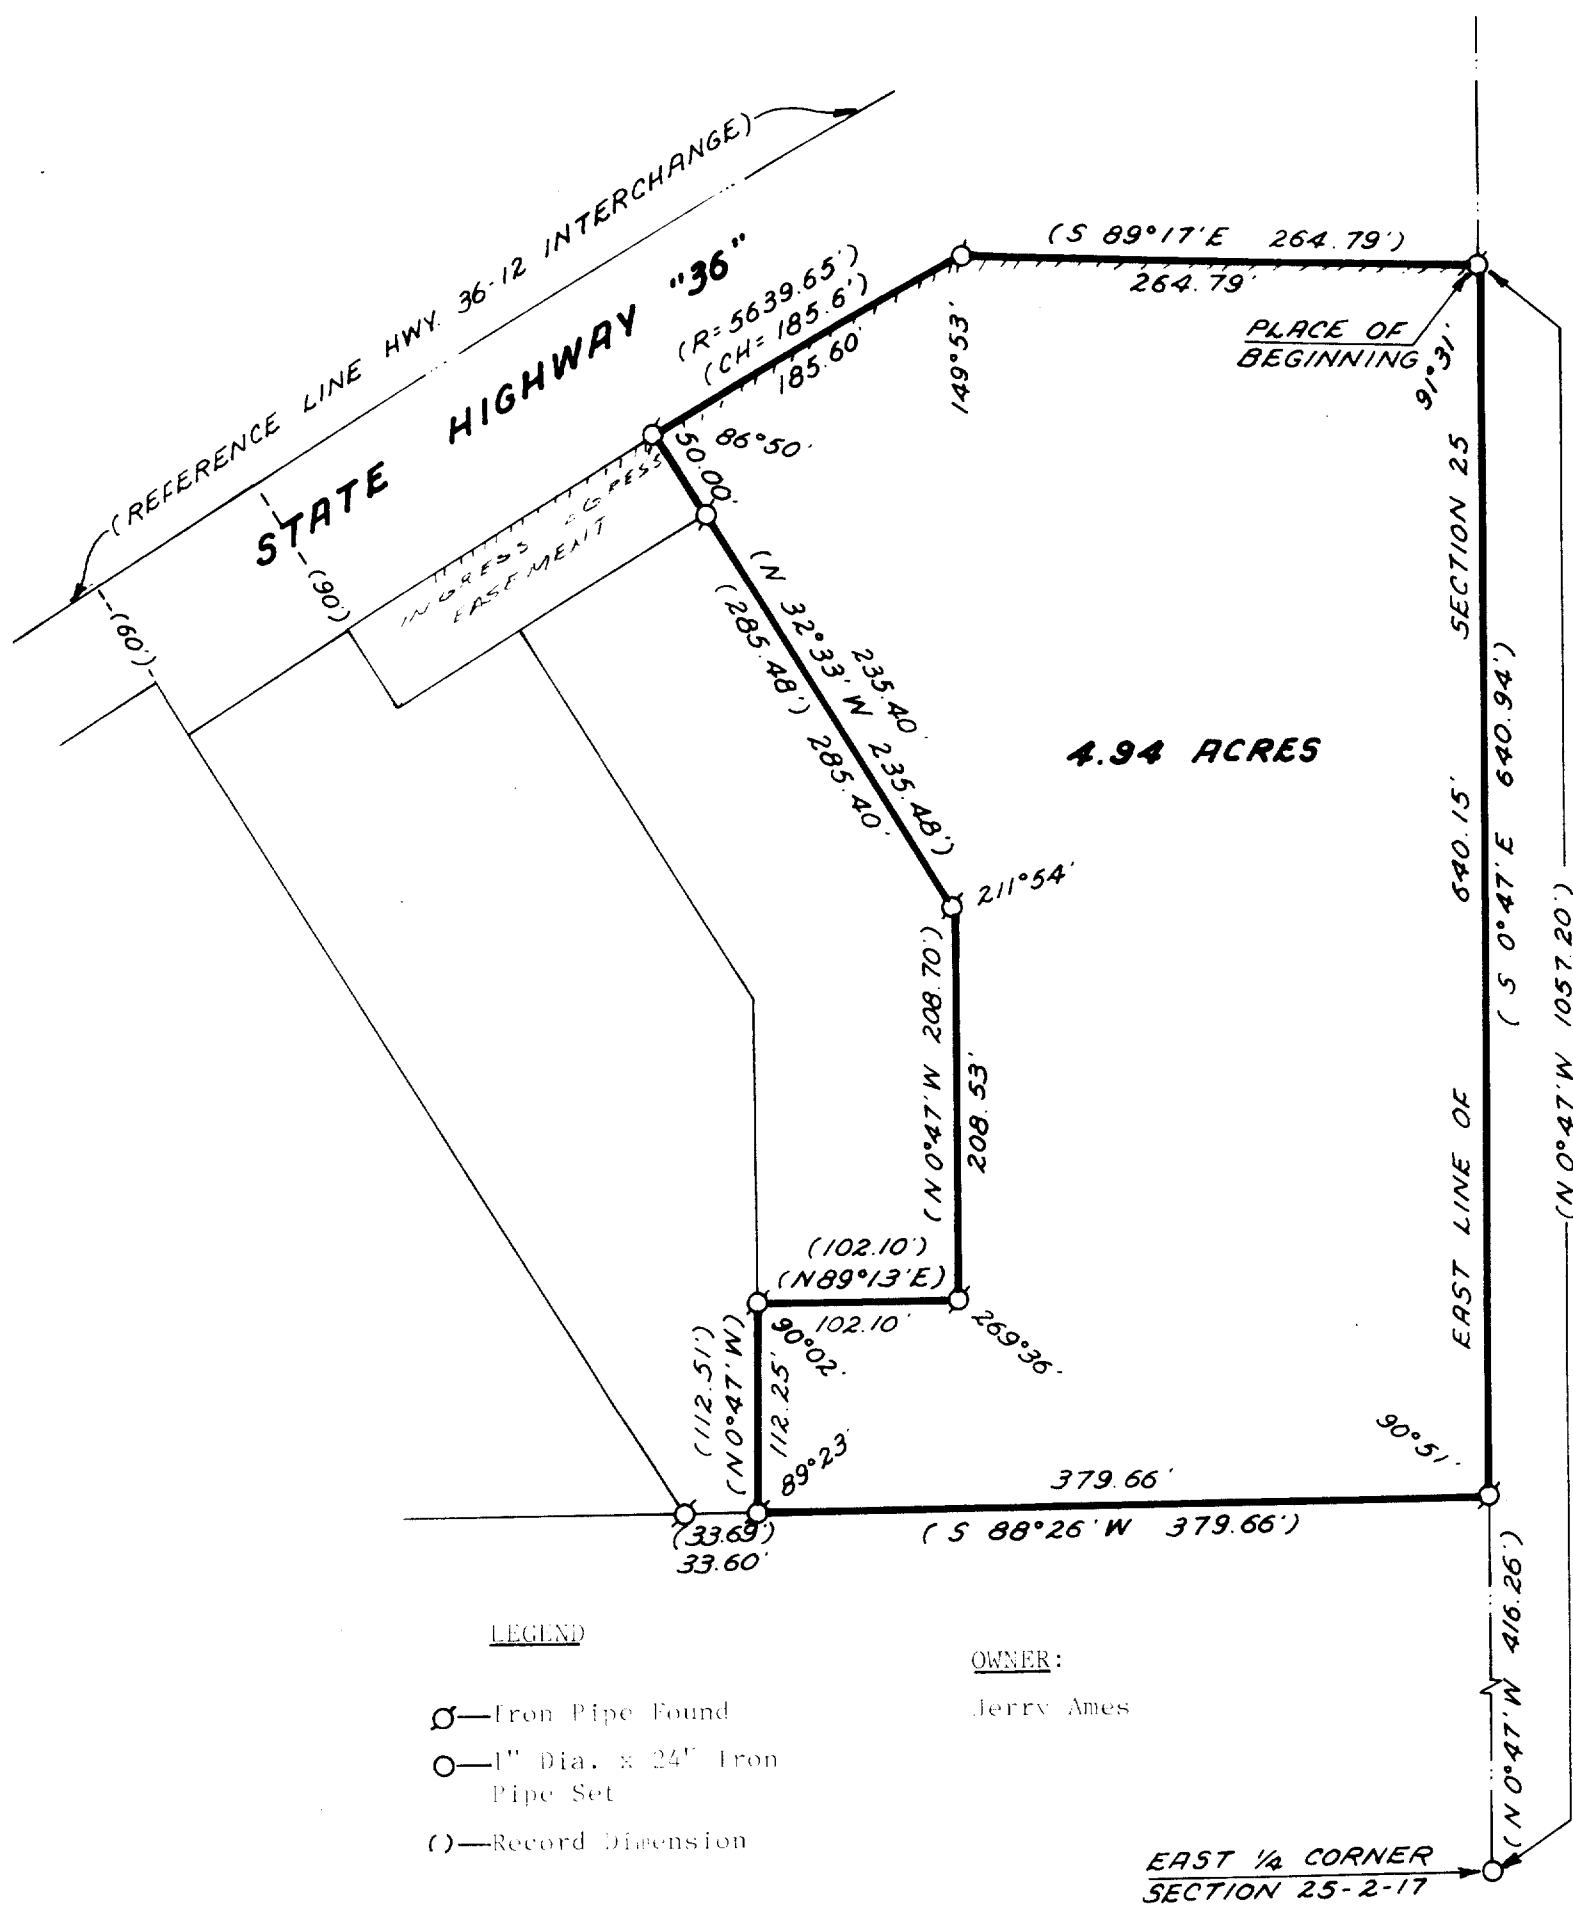 (REFERENCE LINE HWY. 36-12 INTERCHANGE)
STATE HIGHWAY "36"
(R=5639.65')
(CH=185.6')
185.60'
(S 89°17'E 264.79')
264.79'
PLACE OF
BEGINNING
91°31'
149°53'
86°50'
50.00'
(60')
(90')
INGRESS EGRESS
EASEMENT
(N 32°33' W 235.48')
235.40'
(285.48') 285.40'
4.94 ACRES
EAST LINE OF SECTION 25
640.15'
(S 0°47'E 640.94')
(N 0°47'W 1057.20')
211°54'
(N 0°47'W 208.70')
208.53'
(102.10')
(N89°13'E)
102.10'
269°36'
90°02'
(112.51')
(N 0°47'W)
112.25'
89°23'
90°51'
379.66'
(S 88°26'W 379.66')
(33.69')
33.60'
(N 0°47'W 416.26')
LEGEND
Iron Pipe Found
1" Dia. x 24" Iron
Pipe Set
()—Record Dimension
OWNER:
Jerry Ames
EAST 1/4 CORNER
SECTION 25-2-17